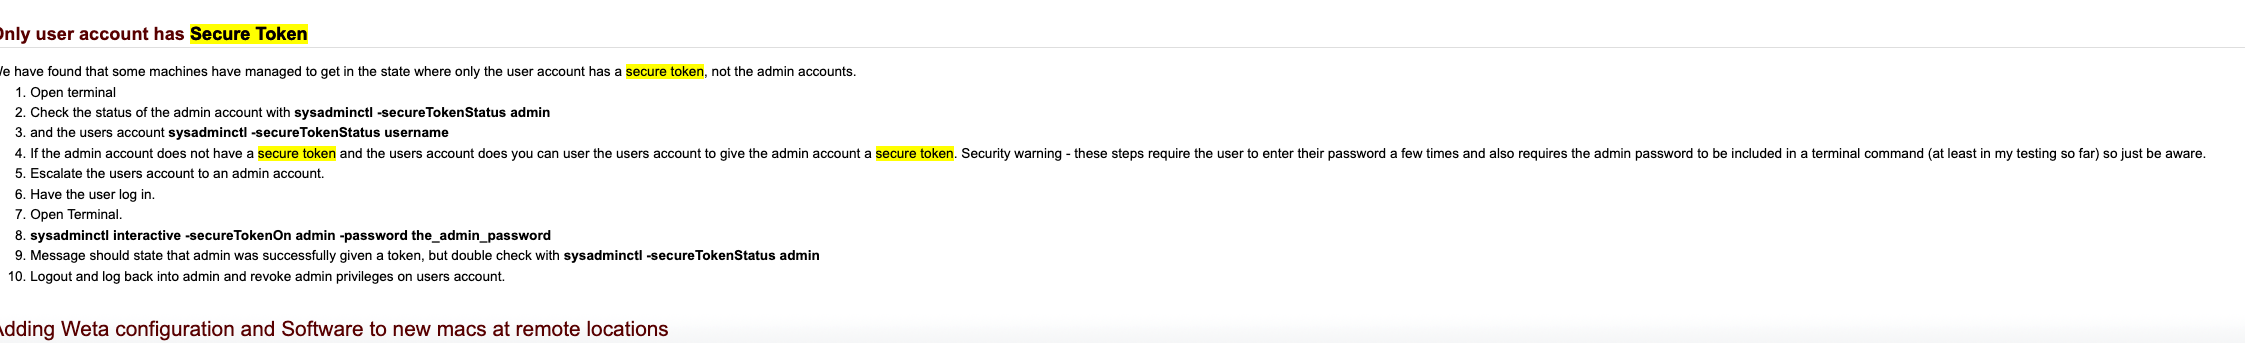 Only user account has Secure Token
We have found that some machines have managed to get in the state where only the user account has a secure token, not the admin accounts.
1. Open terminal
2. Check the status of the admin account with sysadminctl -secureTokenStatus admin
3. and the users account sysadminctl -secureTokenStatus username
4. If the admin account does not have a secure token and the users account does you can user the users account to give the admin account a secure token. Security warning - these steps require the user to enter their password a few times and also requires the admin password to be included in a terminal command (at least in my testing so far) so just be aware.
5. Escalate the users account to an admin account.
6. Have the user log in.
7. Open Terminal.
8. sysadminctl interactive -secureTokenOn admin -password the_admin_password
9. Message should state that admin was successfully given a token, but double check with sysadminctl -secureTokenStatus admin
10. Logout and log back into admin and revoke admin privileges on users account.
Adding Weta configuration and Software to new macs at remote locations